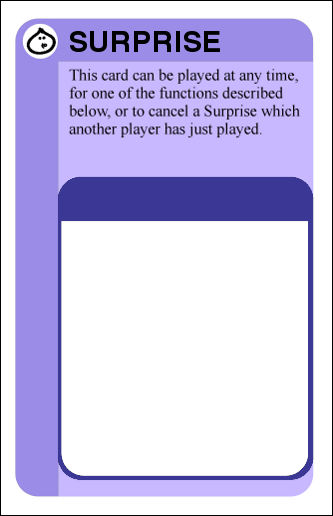 SURPRISE
This card can be played at any time,
for one of the functions described
below, or to cancel a Surprise which
another player has just played.